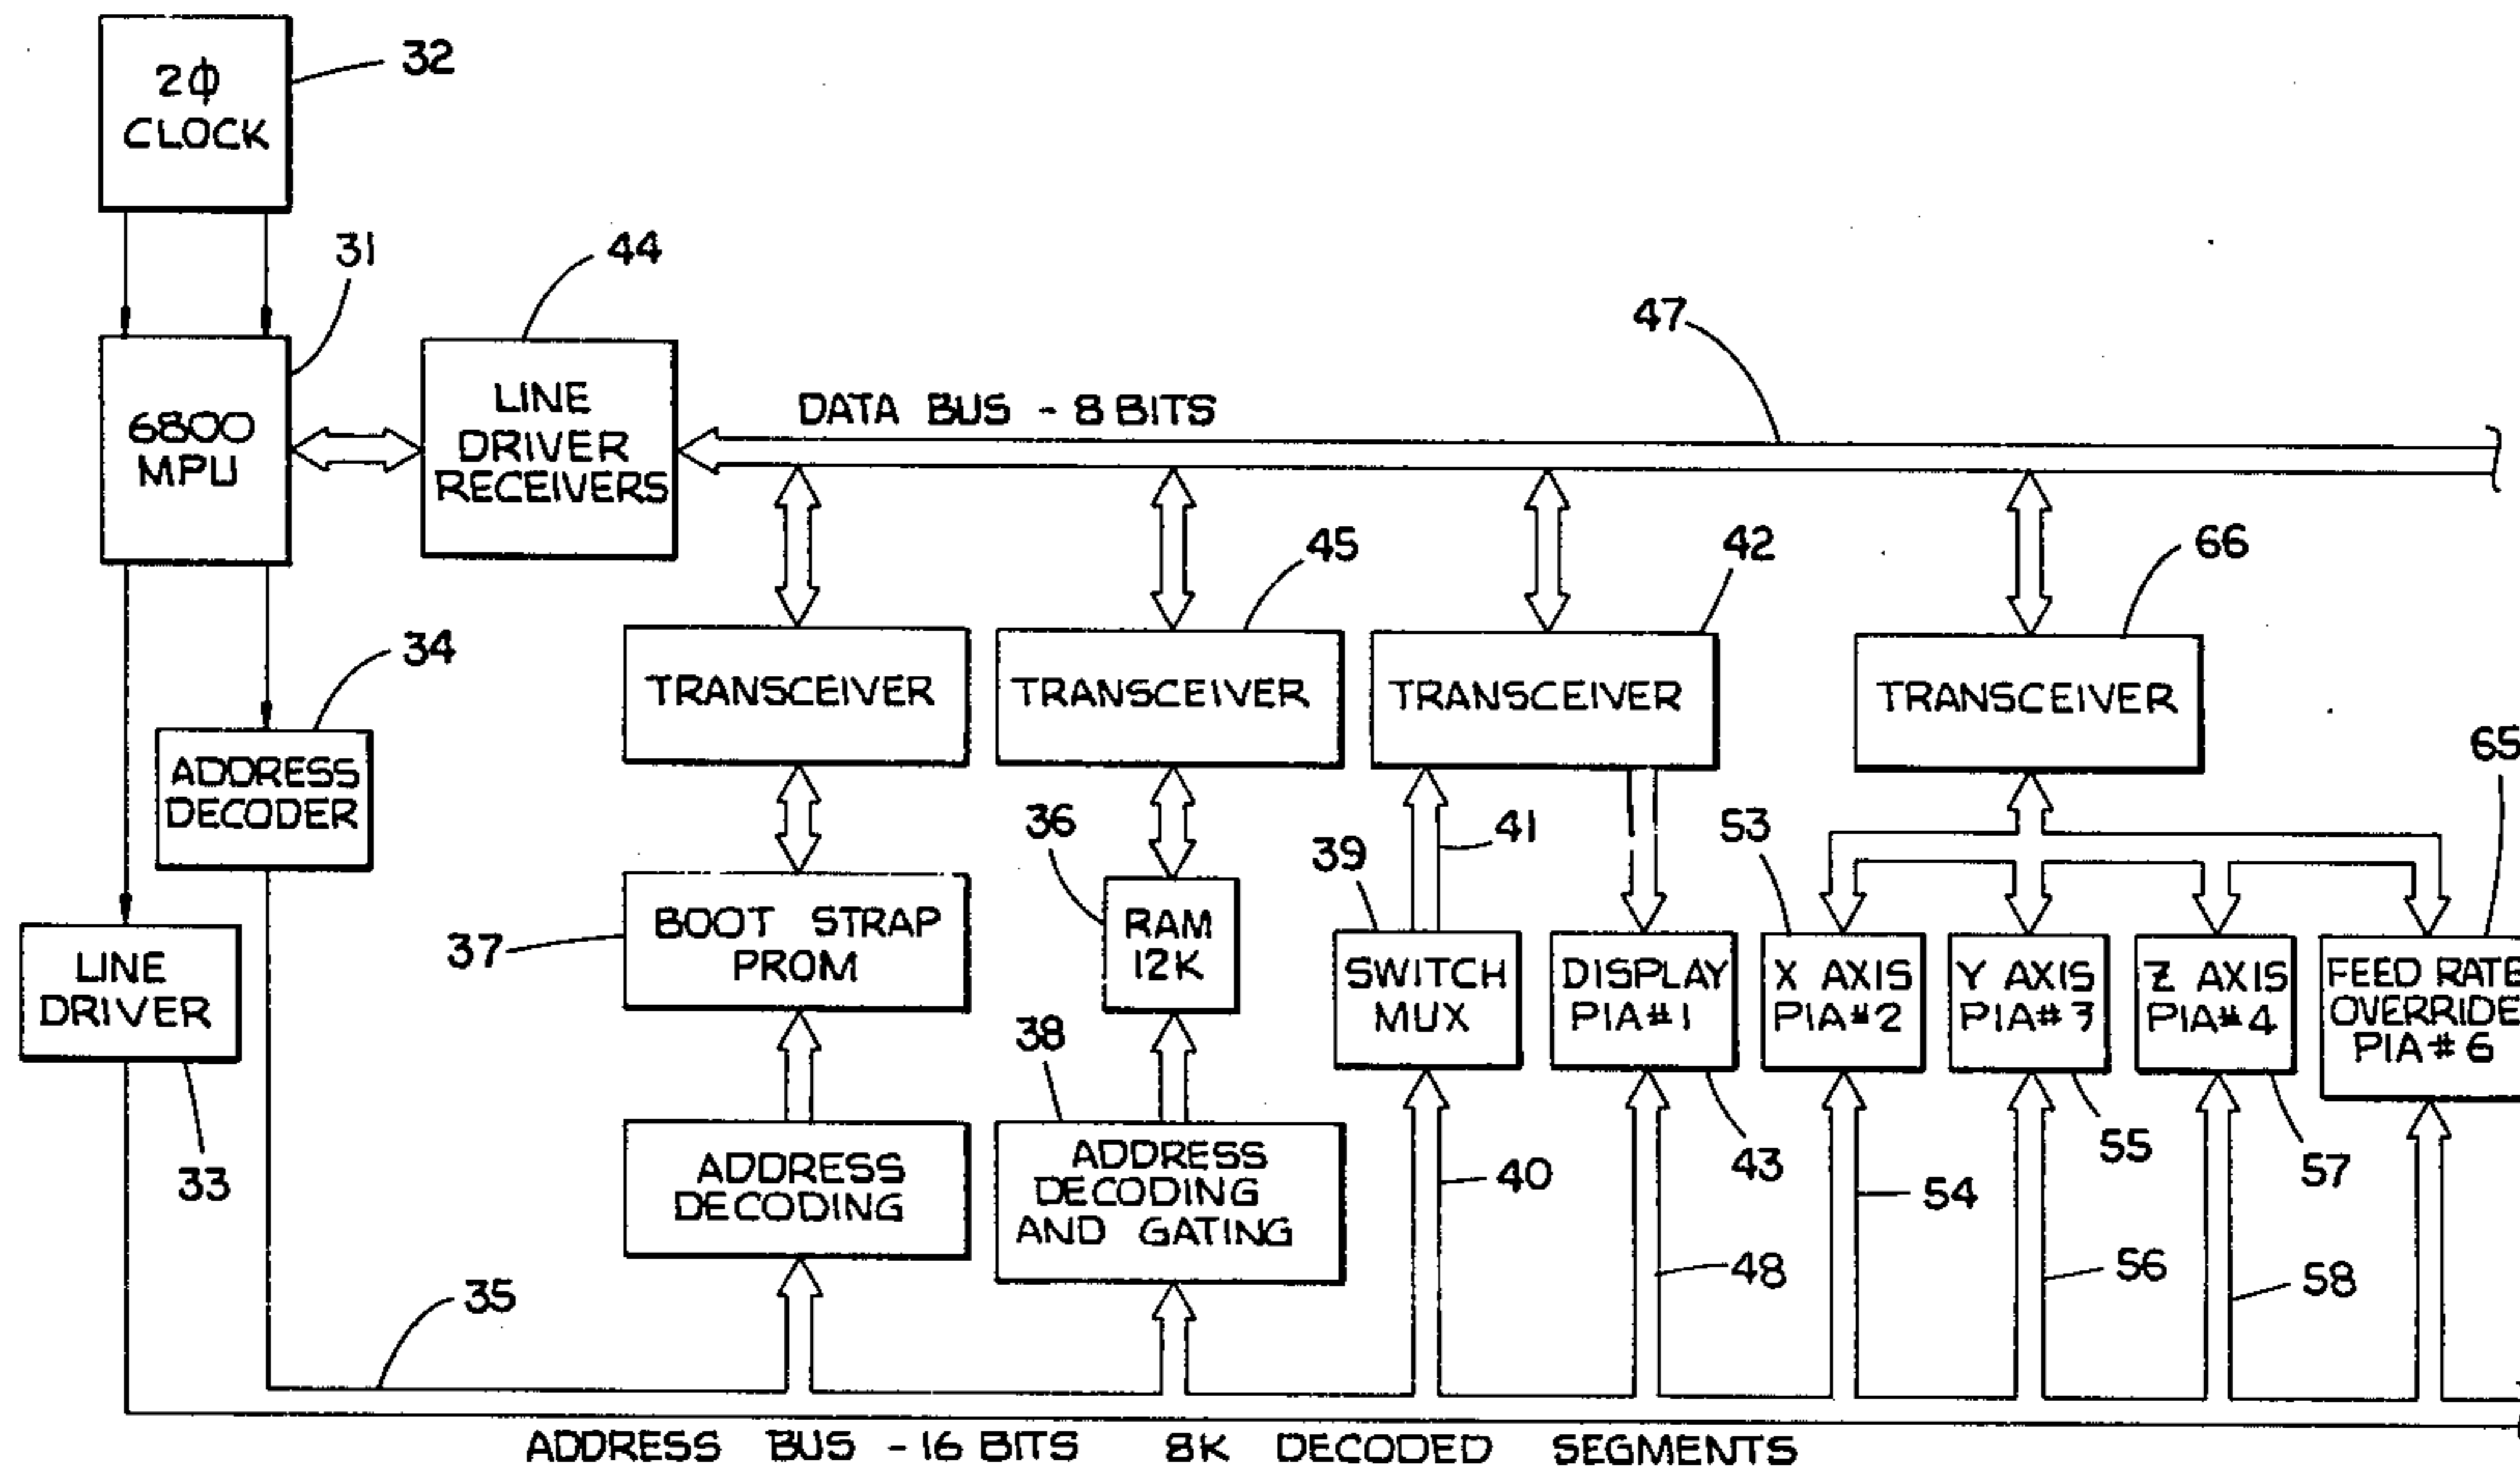 2Φ
CLOCK
32
31
44
47
6800
MPU
LINE
DRIVER
RECEIVERS
DATA BUS - 8 BITS
45
42
66
34
TRANSCEIVER
TRANSCEIVER
TRANSCEIVER
TRANSCEIVER
65
ADDRESS
DECODER
36
39
41
53
37
BOOT STRAP
PROM
RAM
12K
LINE
DRIVER
SWITCH
MUX
DISPLAY
PIA#1
X AXIS
PIA#2
Y AXIS
PIA#3
Z AXIS
PIA#4
FEED RATE
OVERRIDE
PIA#6
38
33
ADDRESS
DECODING
ADDRESS
DECODING
AND GATING
40
43
54
55
57
35
48
56
58
ADDRESS BUS - 16 BITS 8K DECODED SEGMENTS